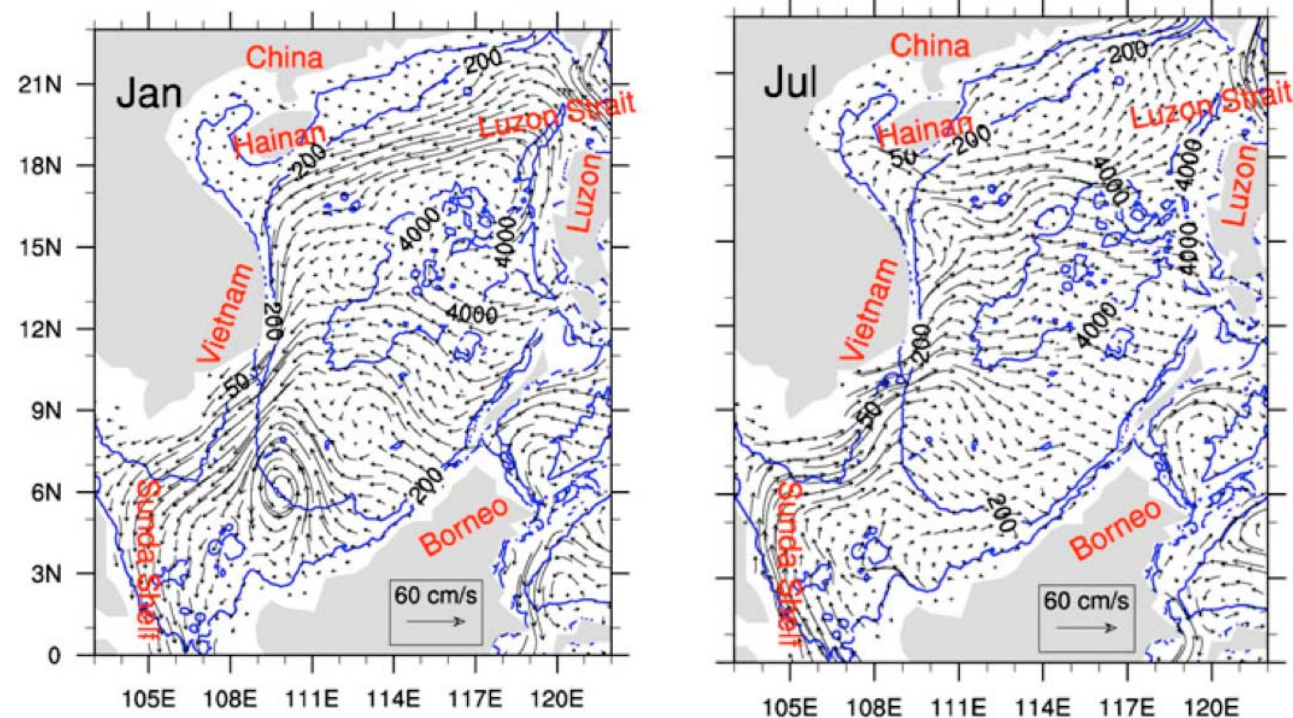 Jan
China
200
Hainan
Luzon Strait
200
Luzon
4000
4000
Vietnam
200
4000
50
200
Sunda Shelf
Borneo
60 cm/s
21N
18N
15N
12N
9N
6N
3N
0
105E 108E 111E 114E 117E 120E
Jul
China
200
Luzon Strait
Hainan
200
50
4000
4000
Luzon
4000
Vietnam
200
4000
50
200
Sunda Shelf
Borneo
60 cm/s
105E 108E 111E 114E 117E 120E